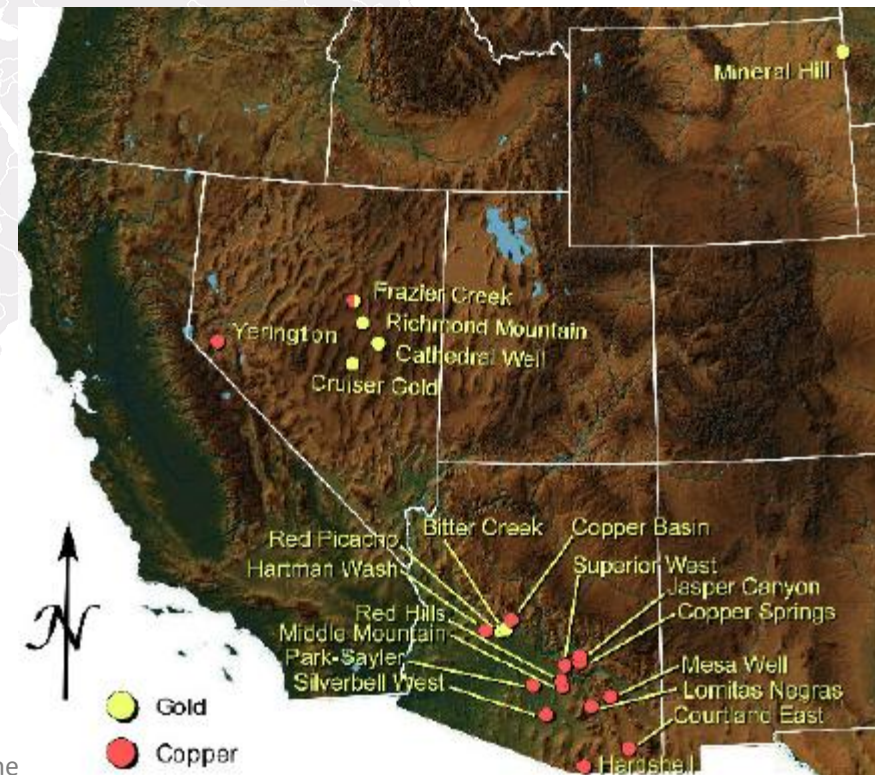 Mineral Hill
Frazier Creek
Yerington
Richmond Mountain
Cathedral Well
Cruiser Gold
Bitter Creek
Copper Basin
Red Picacho
Hartman Wash
Superior West
Jasper Canyon
Copper Springs
Red Hills
Middle Mountain
Park-Sayler
Silverbell West
Mesa Well
Lomitas Negras
Courtland East
Hardshell
N
Gold
Copper
ne